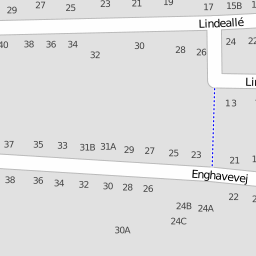 29 27 25 23 21 19 17 15B
Lindeallé
40 38 36 34 32 30 28 26 24 22
13
37 35 33 31B 31A 29 27 25 23 21
Enghavevej
38 36 34 32 30 28 26 22
24B 24A
24C
30A